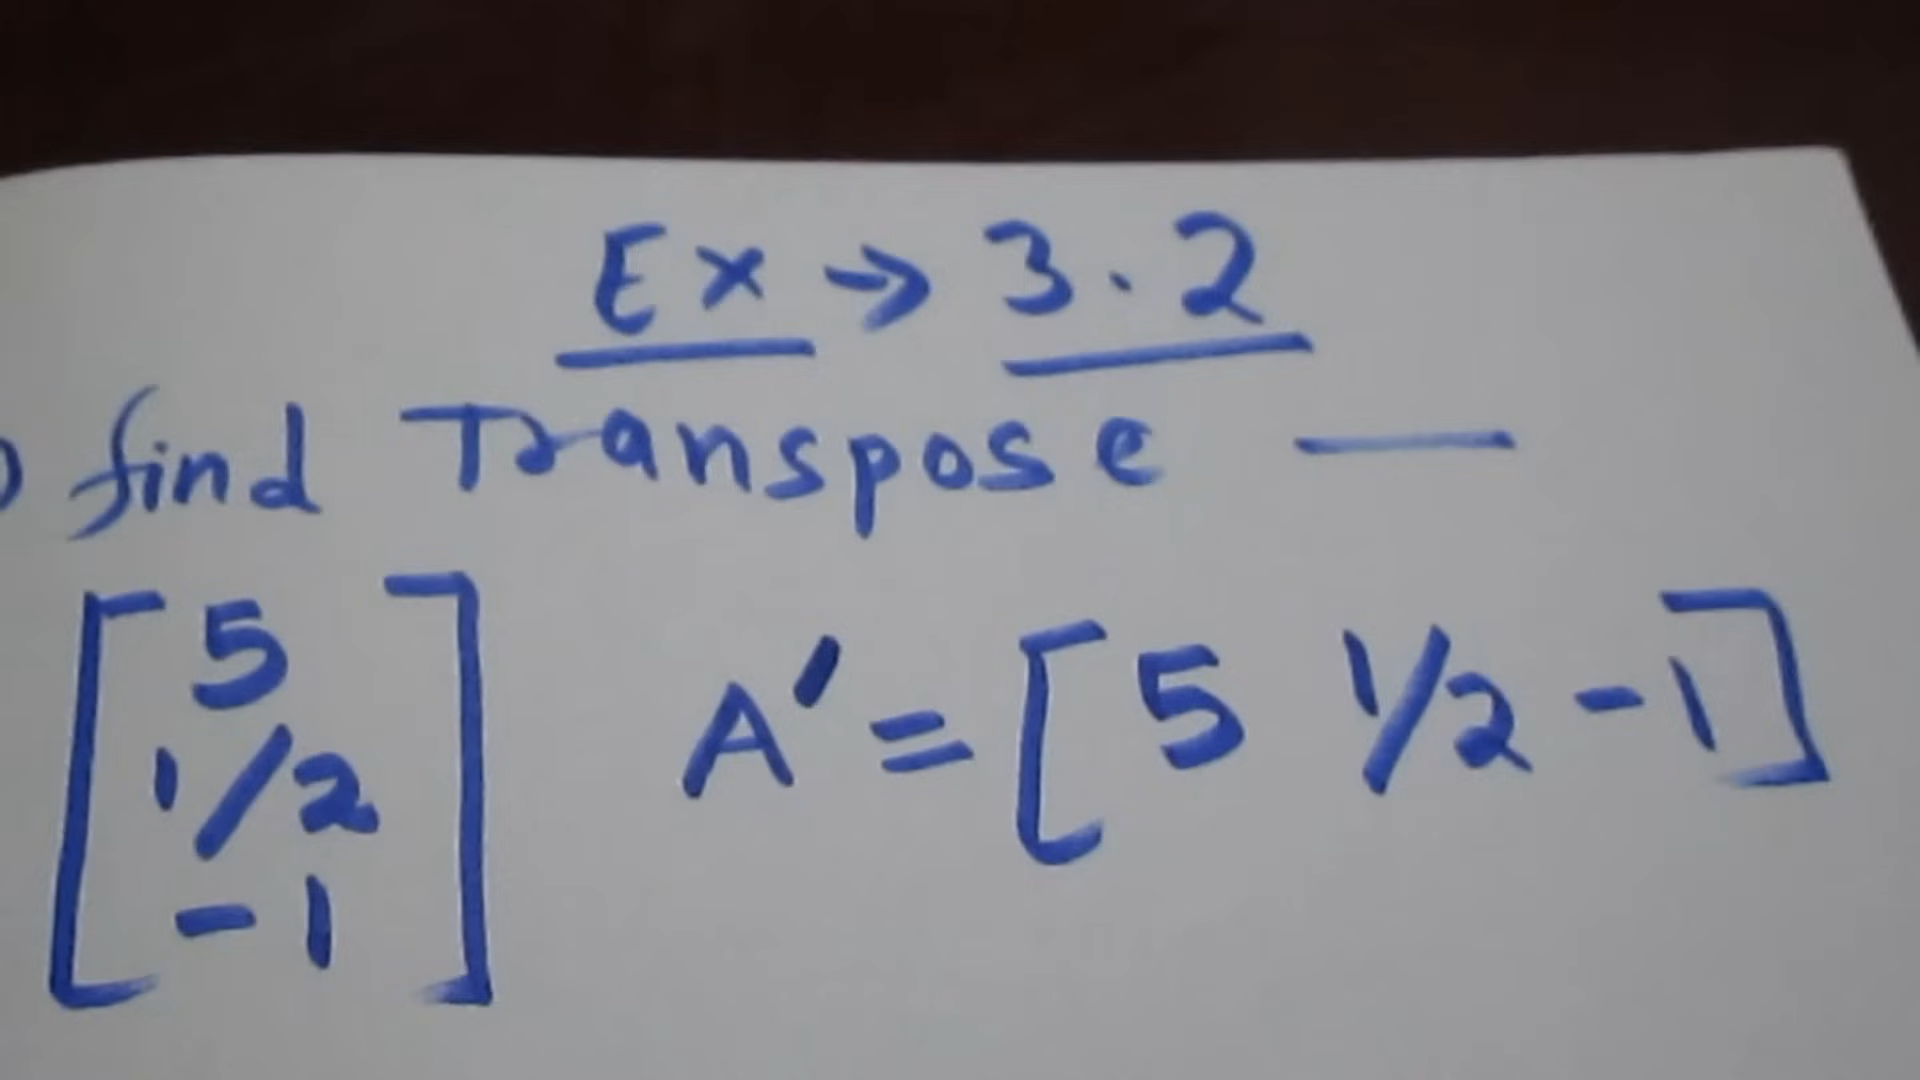 Ex → 3.2
) find Transpose —
[ 5
1/2
-1 ]
A' = [ 5 1/2 -1 ]